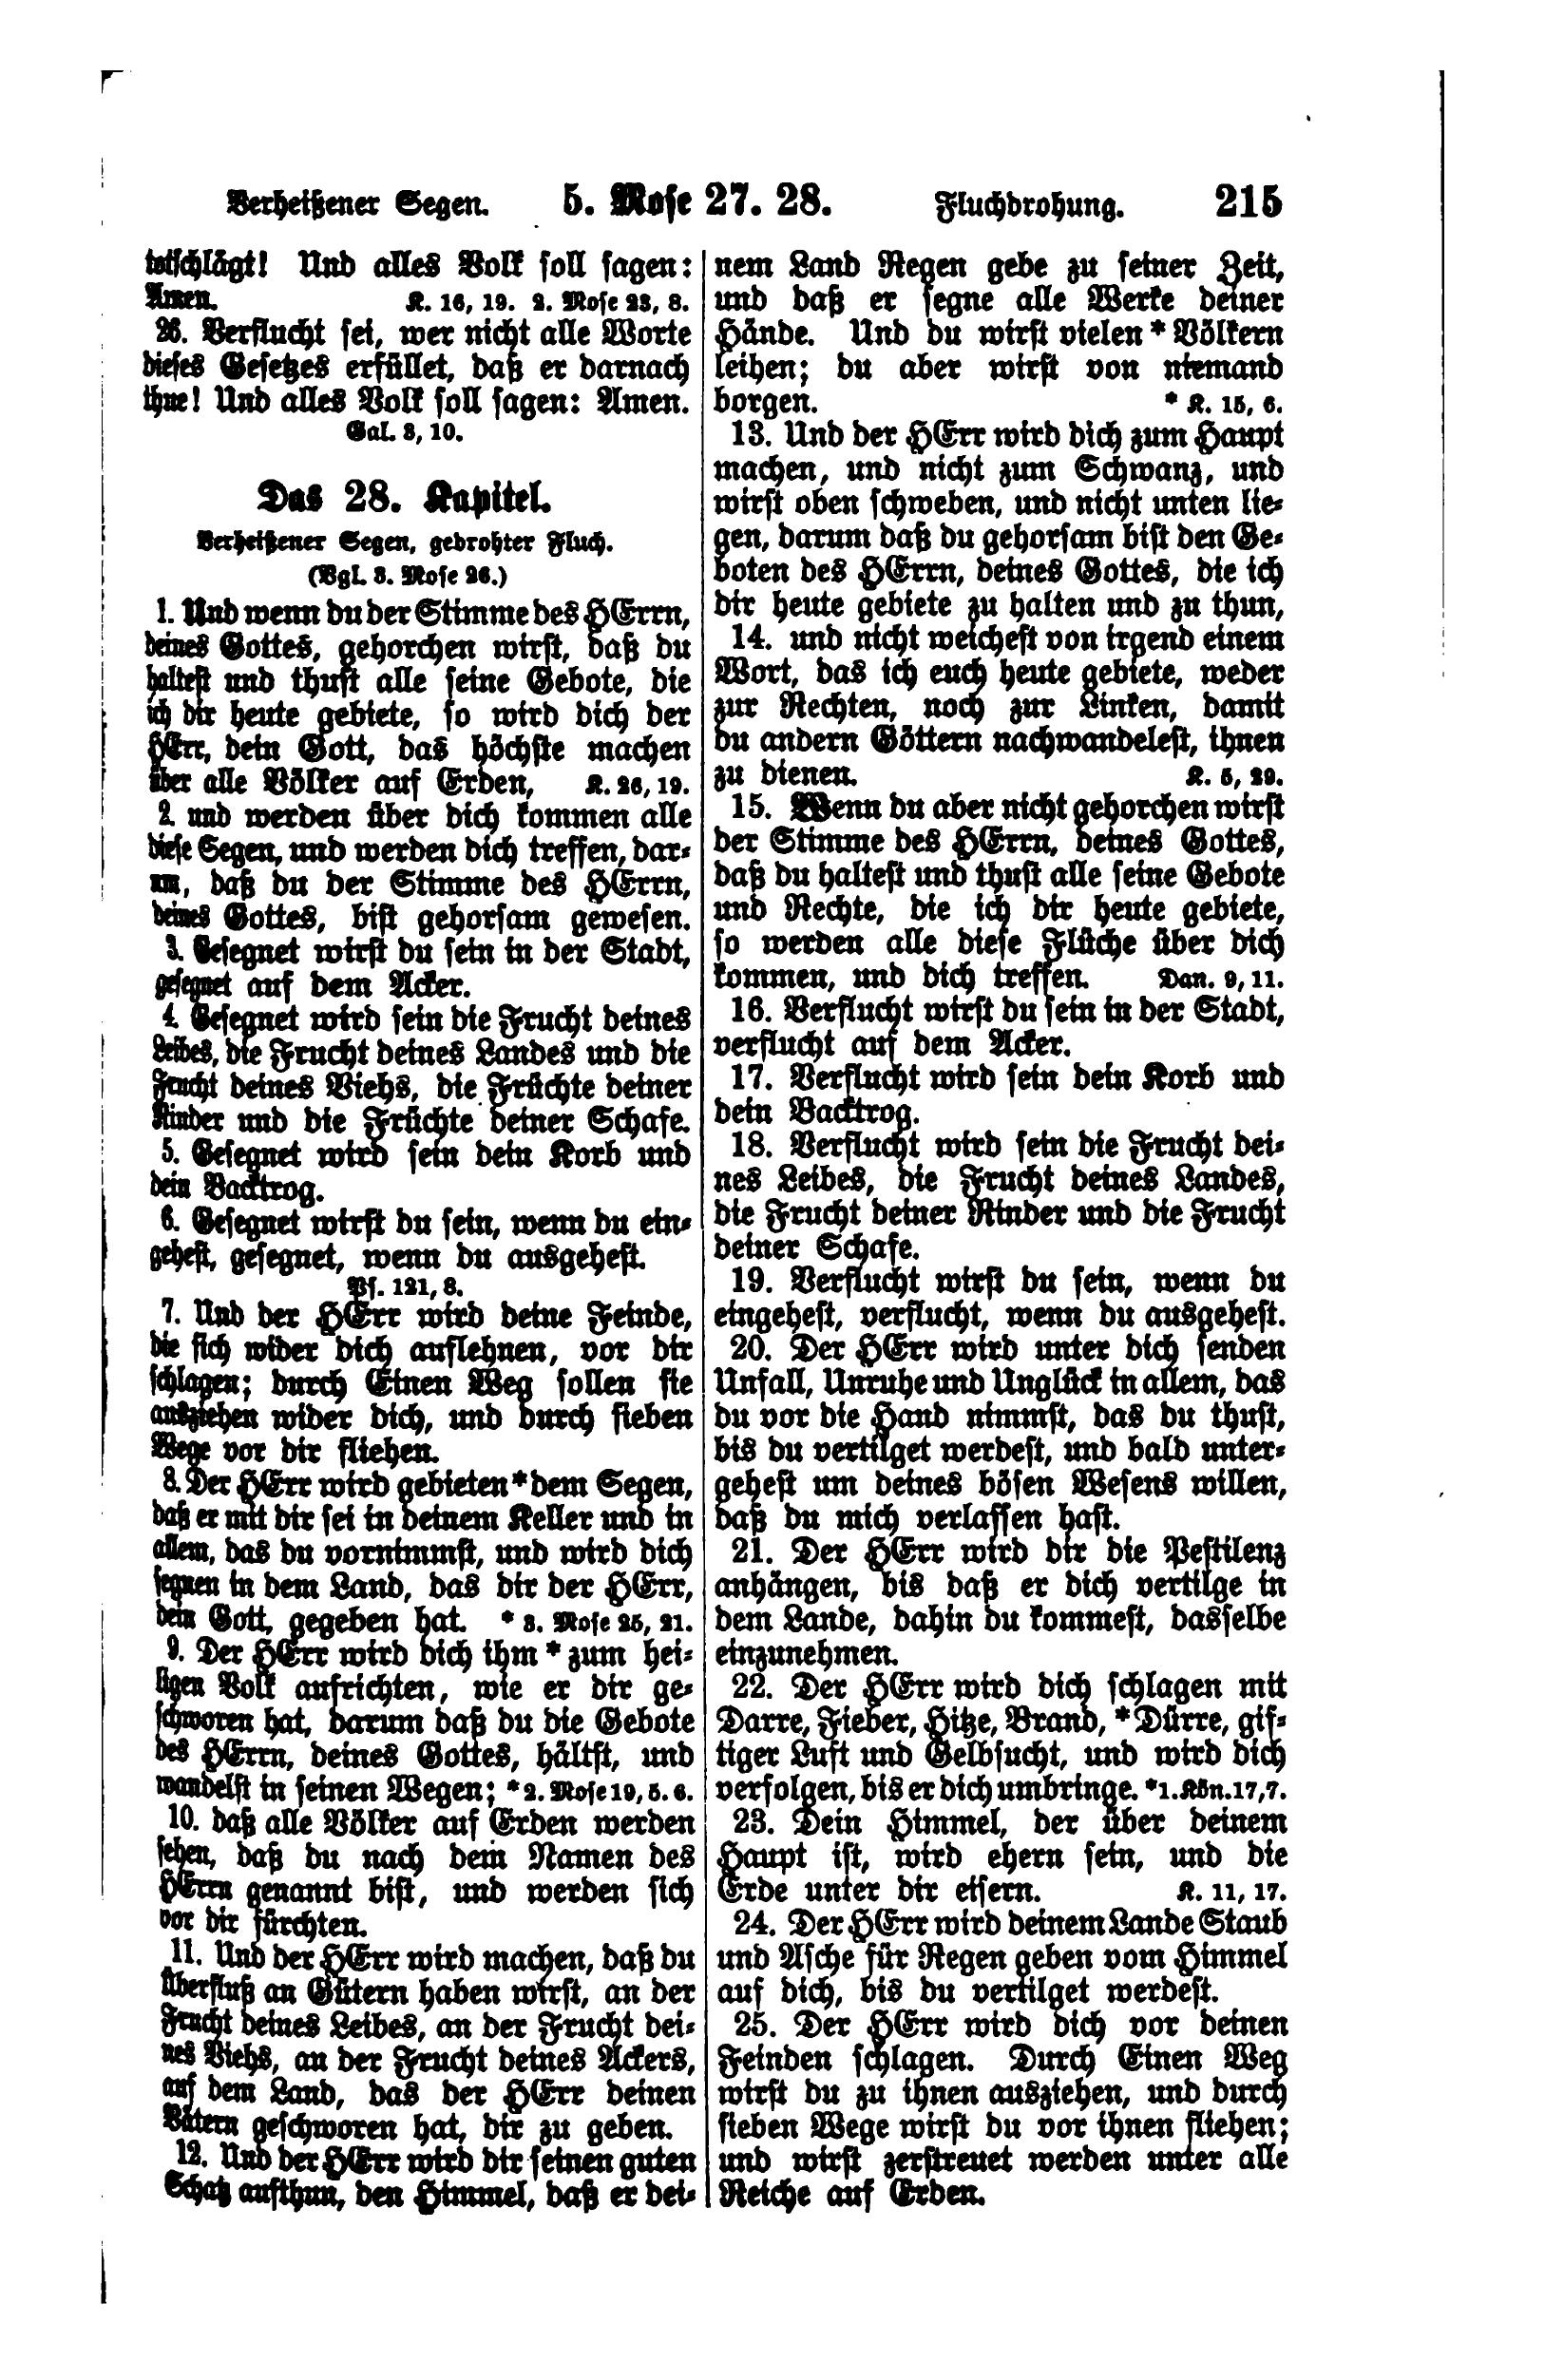 Verheißener Segen. 5. Mose 27. 28. Fluchdrohung. 215
totschlägt! Und alles Volk soll sagen:
Amen. K. 16, 19. 2. Mose 23, 8.
26. Verflucht sei, wer nicht alle Worte
dieses Gesetzes erfüllet, daß er darnach
thue! Und alles Volk soll sagen: Amen.
Gal. 3, 10.
Das 28. Kapitel.
Verheißener Segen, gedrohter Fluch.
(Vgl. 3. Mose 26.)
1. Und wenn du der Stimme des HErrn,
deines Gottes, gehorchen wirst, daß du
haltest und thust alle seine Gebote, die
ich dir heute gebiete, so wird dich der
HErr, dein Gott, das höchste machen
über alle Völker auf Erden, K. 26, 19.
2. und werden über dich kommen alle
diese Segen, und werden dich treffen, dar-
um, daß du der Stimme des HErrn,
deines Gottes, bist gehorsam gewesen.
3. Gesegnet wirst du sein in der Stadt,
gesegnet auf dem Acker.
4. Gesegnet wird sein die Frucht deines
Leibes, die Frucht deines Landes und die
Frucht deines Viehs, die Früchte deiner
Rinder und die Früchte deiner Schafe.
5. Gesegnet wird sein dein Korb und
dein Backtrog.
6. Gesegnet wirst du sein, wenn du ein-
gehest, gesegnet, wenn du ausgehest.
Ps. 121, 8.
7. Und der HErr wird deine Feinde,
die sich wider dich auflehnen, vor dir
schlagen; durch Einen Weg sollen sie
ausziehen wider dich, und durch sieben
Wege vor dir fliehen.
8. Der HErr wird gebieten * dem Segen,
daß er mit dir sei in deinem Keller und in
allem, das du vornimmst, und wird dich
segnen in dem Land, das dir der HErr,
dein Gott, gegeben hat. * 3. Mose 25, 21.
9. Der HErr wird dich ihm * zum hei-
ligen Volk aufrichten, wie er dir ge-
schworen hat, darum daß du die Gebote
des HErrn, deines Gottes, hältst, und
wandelst in seinen Wegen; *2. Mose 19, 5. 6.
10. daß alle Völker auf Erden werden
sehen, daß du nach dem Namen des
HErrn genannt bist, und werden sich
vor dir fürchten.
11. Und der HErr wird machen, daß du
Überfluß an Gütern haben wirst, an der
Frucht deines Leibes, an der Frucht dei-
nes Viehs, an der Frucht deines Ackers,
auf dem Land, das der HErr deinen
Vätern geschworen hat, dir zu geben.
12. Und der HErr wird dir seinen guten
Schatz aufthun, den Himmel, daß er dei-
nem Land Regen gebe zu seiner Zeit,
und daß er segne alle Werke deiner
Hände. Und du wirst vielen * Völkern
leihen; du aber wirst von niemand
borgen. * K. 15, 6.
13. Und der HErr wird dich zum Haupt
machen, und nicht zum Schwanz, und
wirst oben schweben, und nicht unten lie-
gen, darum daß du gehorsam bist den Ge-
boten des HErrn, deines Gottes, die ich
dir heute gebiete zu halten und zu thun,
14. und nicht weichest von irgend einem
Wort, das ich euch heute gebiete, weder
zur Rechten, noch zur Linken, damit
du andern Göttern nachwandelest, ihnen
zu dienen. K. 5, 29.
15. Wenn du aber nicht gehorchen wirst
der Stimme des HErrn, deines Gottes,
daß du haltest und thust alle seine Gebote
und Rechte, die ich dir heute gebiete,
so werden alle diese Flüche über dich
kommen, und dich treffen. Dan. 9, 11.
16. Verflucht wirst du sein in der Stadt,
verflucht auf dem Acker.
17. Verflucht wird sein dein Korb und
dein Backtrog.
18. Verflucht wird sein die Frucht dei-
nes Leibes, die Frucht deines Landes,
die Frucht deiner Rinder und die Frucht
deiner Schafe.
19. Verflucht wirst du sein, wenn du
eingehest, verflucht, wenn du ausgehest.
20. Der HErr wird unter dich senden
Unfall, Unruhe und Unglück in allem, das
du vor die Hand nimmst, das du thust,
bis du vertilget werdest, und bald unter-
gehest um deines bösen Wesens willen,
daß du mich verlassen hast.
21. Der HErr wird dir die Pestilenz
anhängen, bis daß er dich vertilge in
dem Lande, dahin du kommest, dasselbe
einzunehmen.
22. Der HErr wird dich schlagen mit
Darre, Fieber, Hitze, Brand, * Dürre, gif-
tiger Luft und Gelbsucht, und wird dich
verfolgen, bis er dich umbringe. *1. Kön. 17, 7.
23. Dein Himmel, der über deinem
Haupt ist, wird ehern sein, und die
Erde unter dir eisern. K. 11, 17.
24. Der HErr wird deinem Lande Staub
und Asche für Regen geben vom Himmel
auf dich, bis du vertilget werdest.
25. Der HErr wird dich vor deinen
Feinden schlagen. Durch Einen Weg
wirst du zu ihnen ausziehen, und durch
sieben Wege wirst du vor ihnen fliehen;
und wirst zerstreuet werden unter alle
Reiche auf Erden.